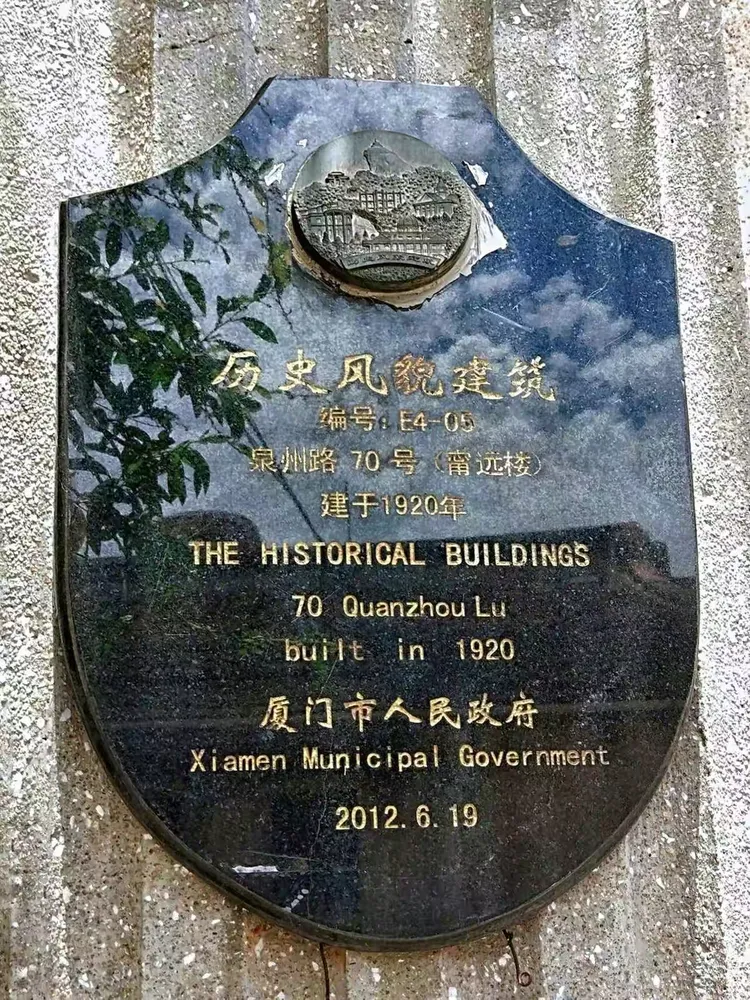 历史风貌建筑
编号：E4-05
泉州路 70 号（甯远楼）
建于1920年
THE HISTORICAL BUILDINGS
70 Quanzhou Lu
built in 1920
厦门市人民政府
Xiamen Municipal Government
2012.6.19